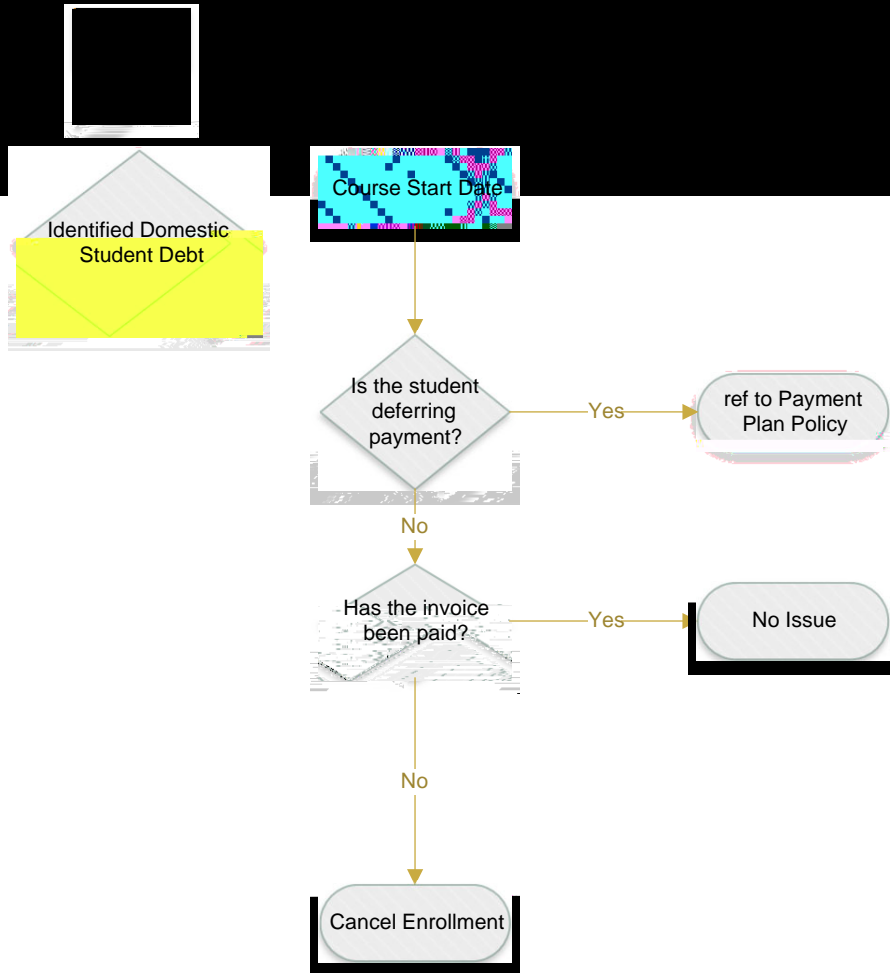 Identified Domestic
Student Debt
Course Start Date
Is the student
deferring
payment?
Yes
ref to Payment
Plan Policy
No
Has the invoice
been paid?
Yes
No Issue
No
Cancel Enrollment